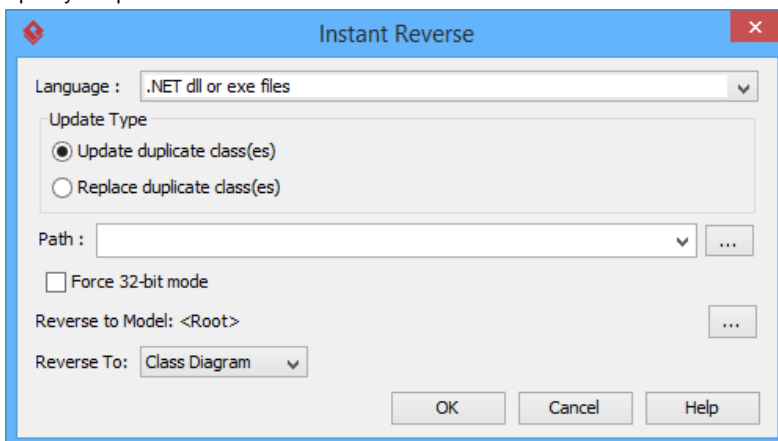 Instant Reverse
Language : .NET dll or exe files
Update Type
Update duplicate class(es)
Replace duplicate class(es)
Path : ...
Force 32-bit mode
Reverse to Model: <Root> ...
Reverse To: Class Diagram
OK Cancel Help